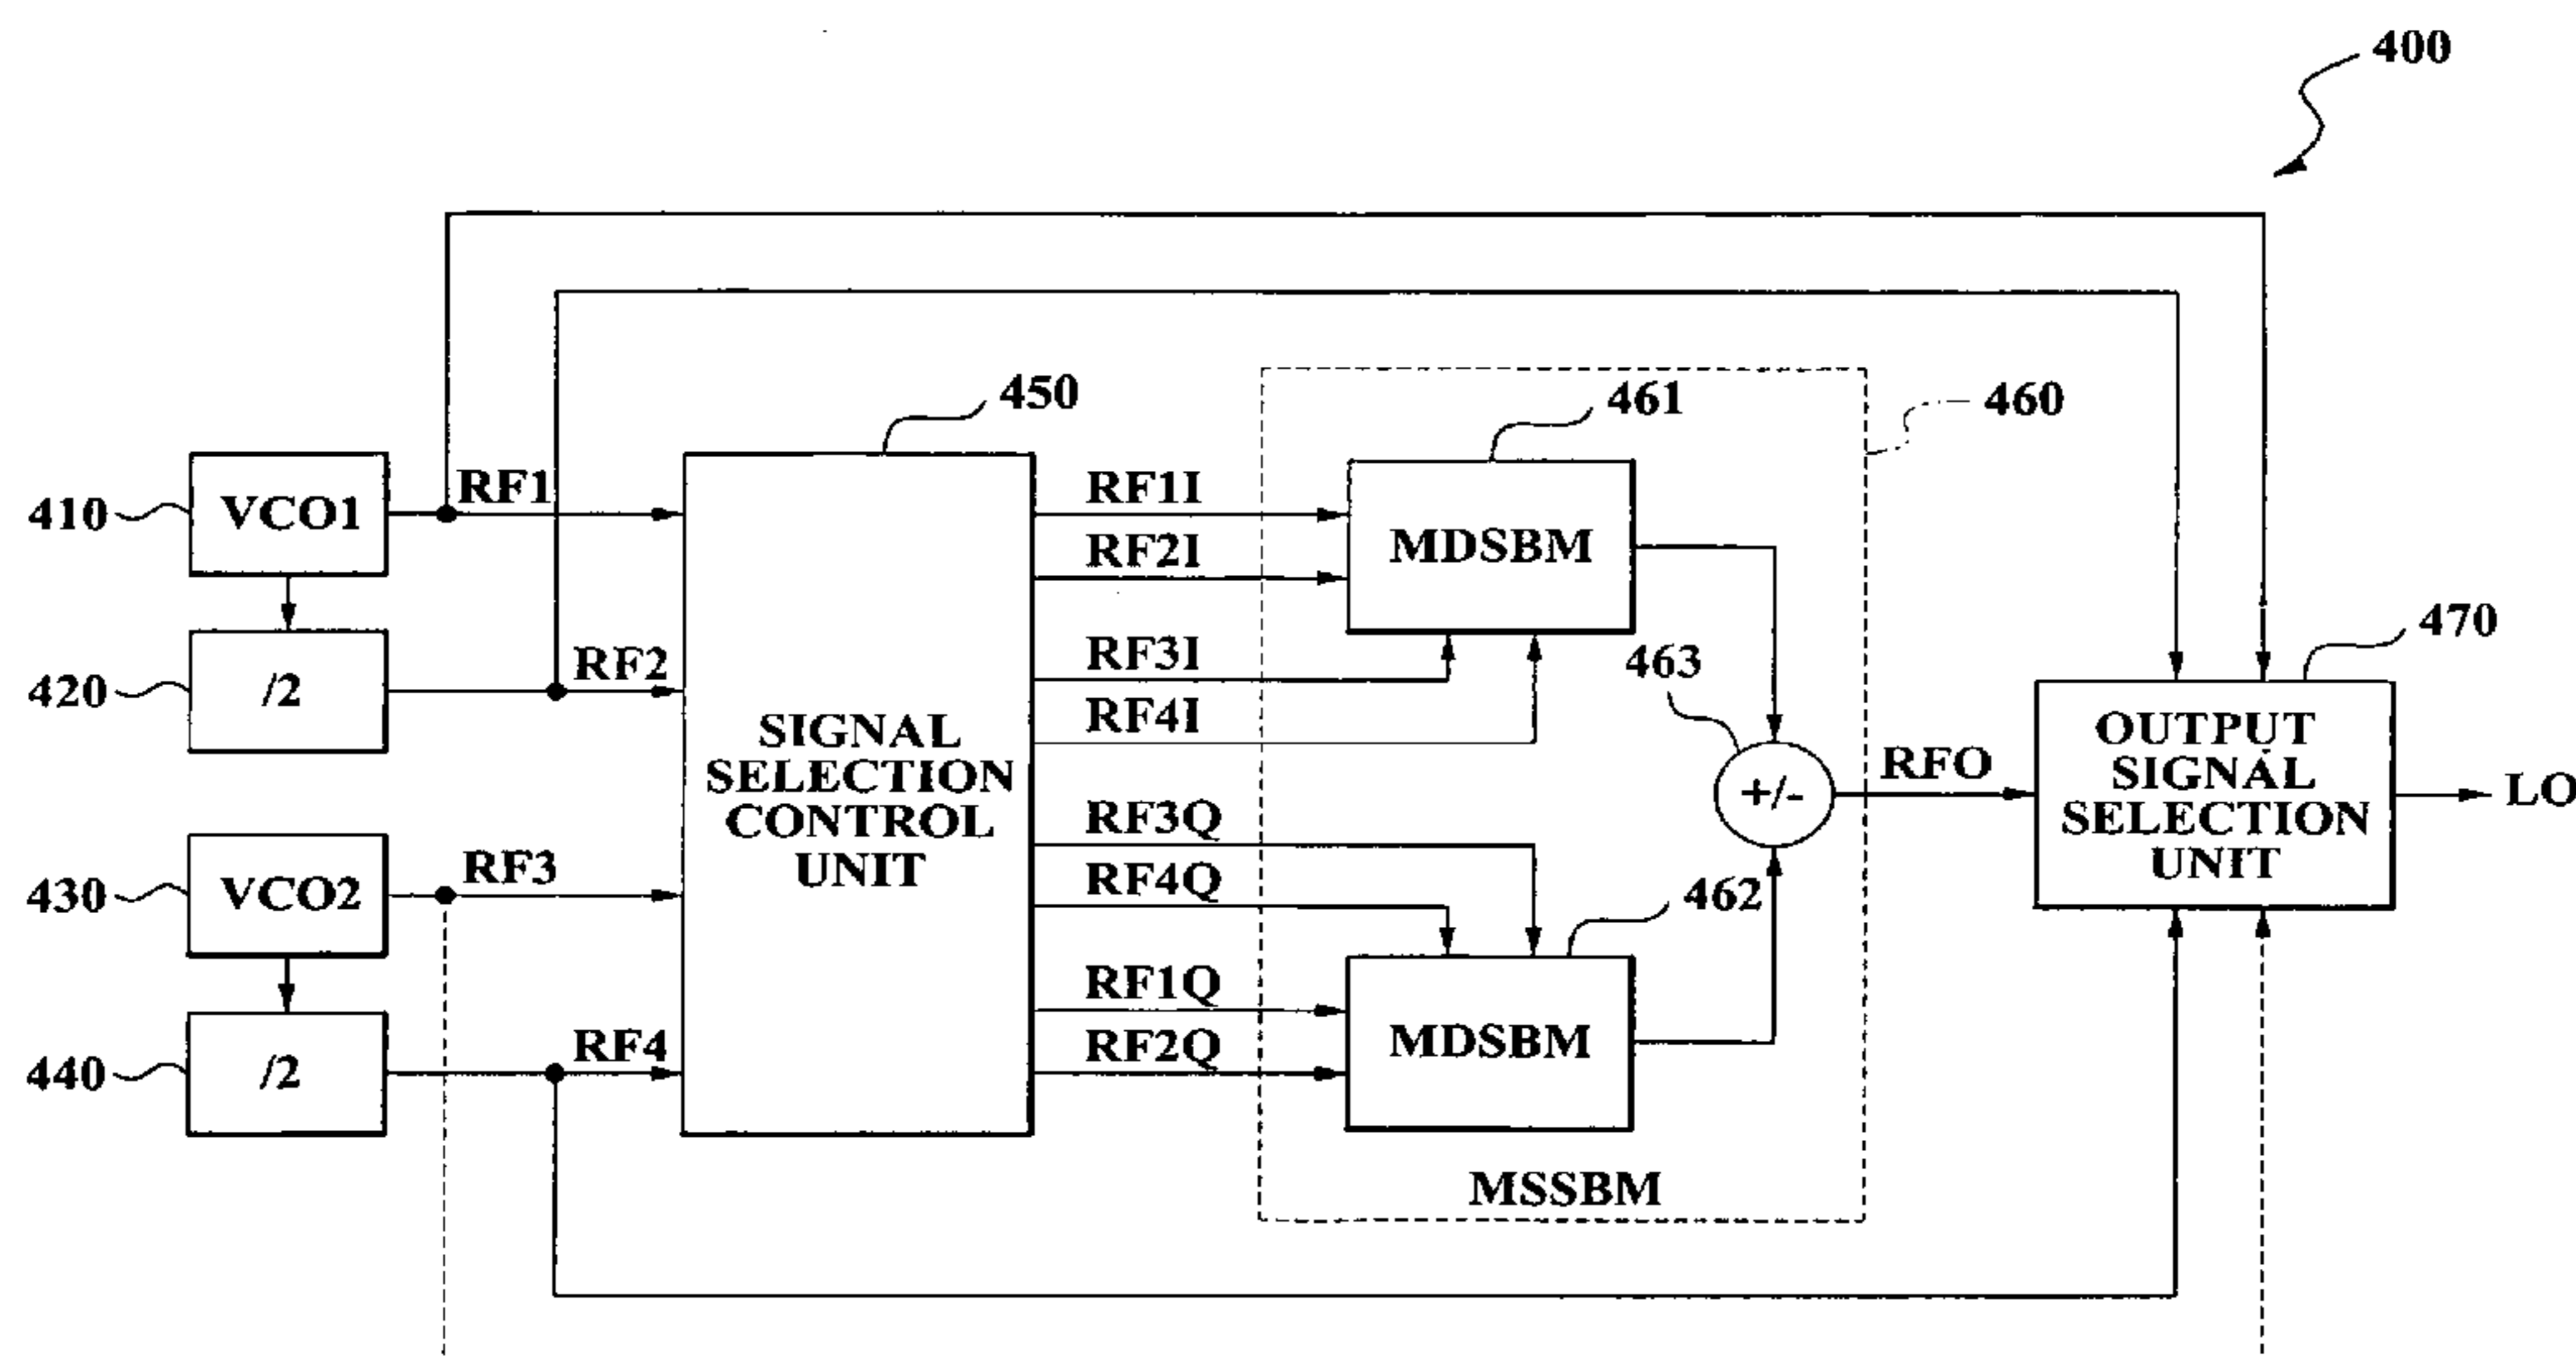 400
450
461
460
410
VCO1
RF1
RF1I
RF2I
MDSBM
420
/2
RF2
RF3I
RF4I
463
470
SIGNAL
SELECTION
CONTROL
UNIT
+/-
RFO
OUTPUT
SIGNAL
SELECTION
UNIT
LO
430
VCO2
RF3
RF3Q
RF4Q
462
440
/2
RF4
RF1Q
RF2Q
MDSBM
MSSBM